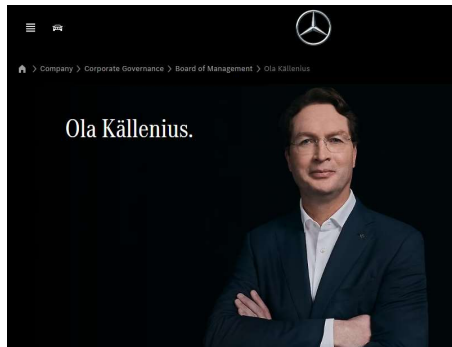 Company > Corporate Governance > Board of Management > Ola Källenius
Ola Källenius.